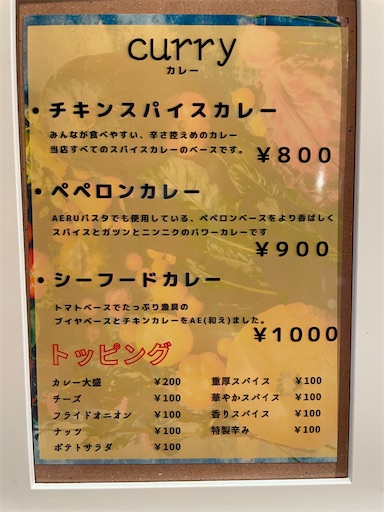 curry
カレー
・チキンスパイスカレー
みんなが食べやすい、辛さ控えめのカレー
当店すべてのスパイスカレーのベースです。
¥800
・ペペロンカレー
AERUパスタでも使用している、ペペロンベースをより香ばしく
スパイスとガツンとニンニクのパワーカレーです
¥900
・シーフードカレー
トマトベースでたっぷり漁具の
ブイヤベースとチキンカレーをAE(和え)ました。
¥1000
トッピング
カレー大盛 ¥200
チーズ ¥100
フライドオニオン ¥100
ナッツ ¥100
ポテトサラダ ¥100
重厚スパイス ¥100
華やかスパイス ¥100
香りスパイス ¥100
特製辛み ¥100